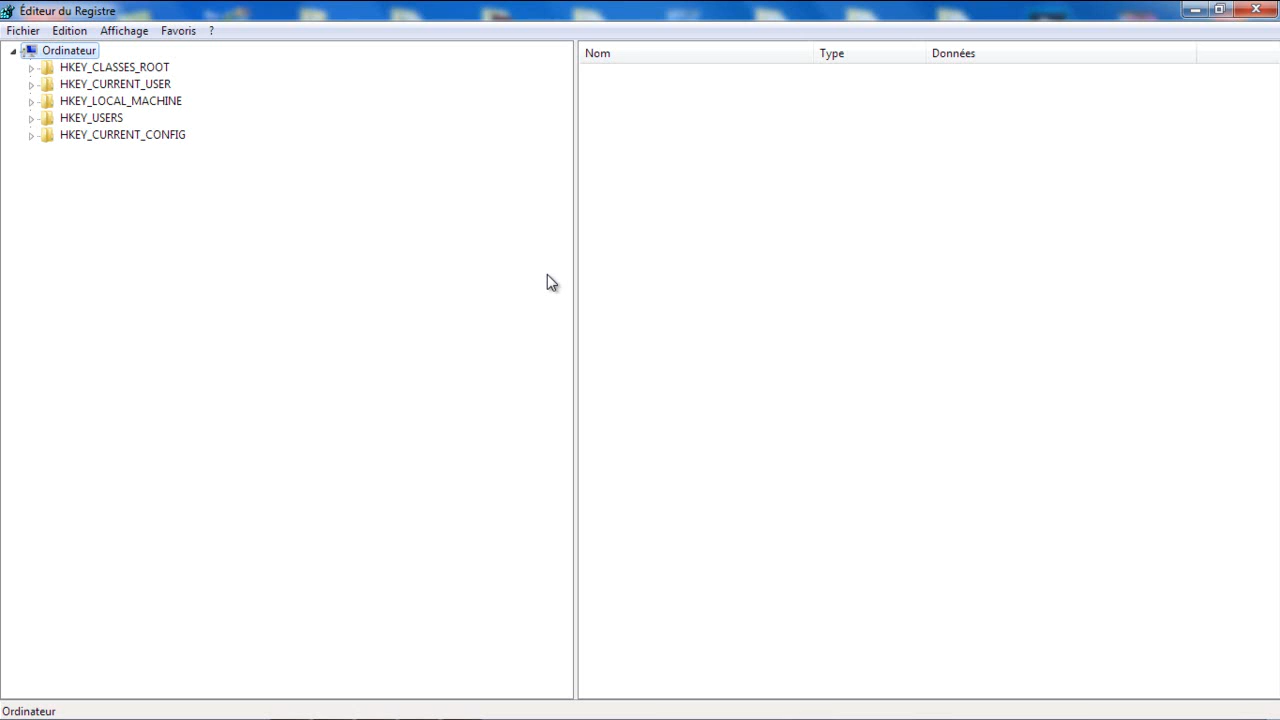 Éditeur du Registre
Fichier Edition Affichage Favoris ?
Ordinateur
HKEY_CLASSES_ROOT
HKEY_CURRENT_USER
HKEY_LOCAL_MACHINE
HKEY_USERS
HKEY_CURRENT_CONFIG
Nom Type Données
Ordinateur